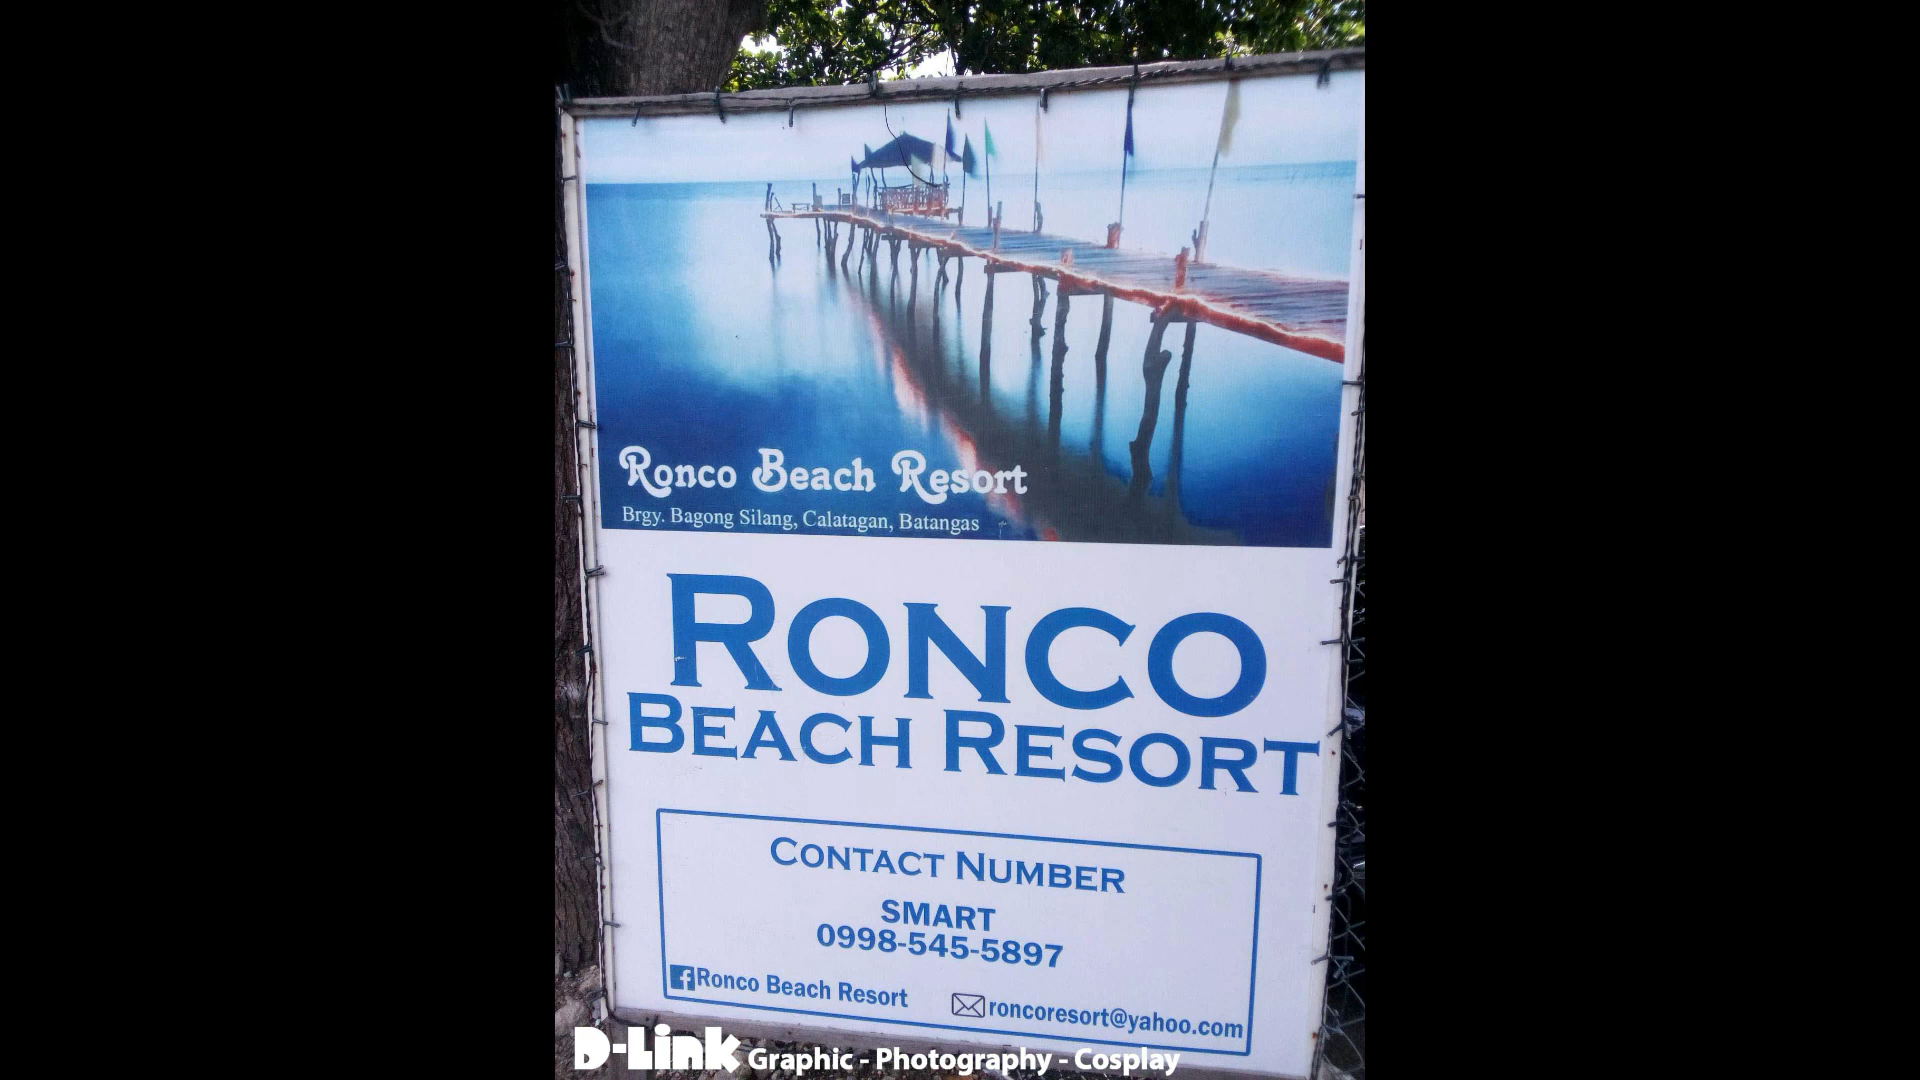 Ronco Beach Resort
Brgy. Bagong Silang, Calatagan, Batangas
RONCO
BEACH RESORT
CONTACT NUMBER
SMART
0998-545-5897
Ronco Beach Resort
roncoresort@yahoo.com
D-Link Graphic - Photography - Cosplay